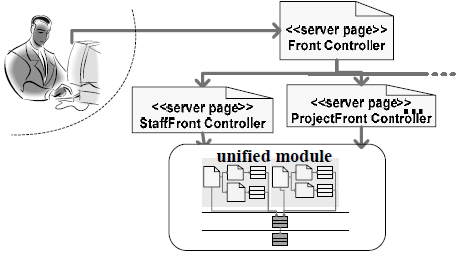 <<server page>>
Front Controller
<<server page>>
StaffFront Controller
<<server page>>
ProjectFront Controller
...
unified module